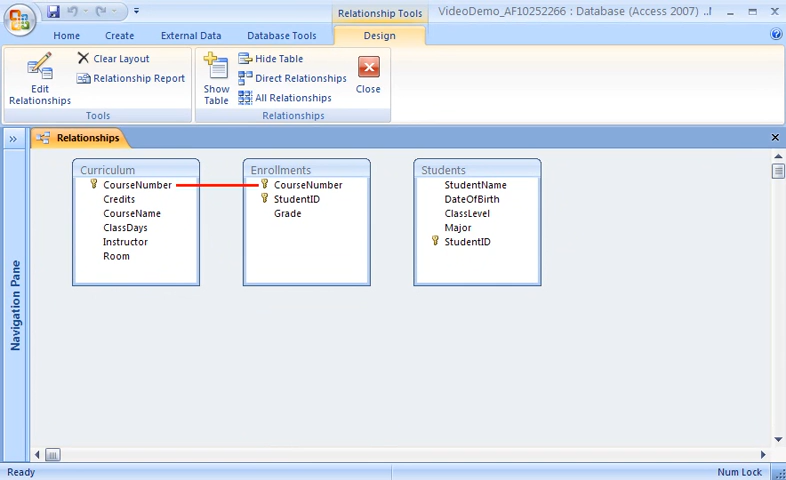 Relationship Tools
VideoDemo_AF10252266 : Database (Access 2007) ..
Home Create External Data Database Tools Design
Edit Relationships
Clear Layout
Relationship Report
Tools
Show Table
Hide Table
Direct Relationships
All Relationships
Close
Relationships
Relationships
Navigation Pane
Curriculum
CourseNumber
Credits
CourseName
ClassDays
Instructor
Room
Enrollments
CourseNumber
StudentID
Grade
Students
StudentName
DateOfBirth
ClassLevel
Major
StudentID
Ready
Num Lock